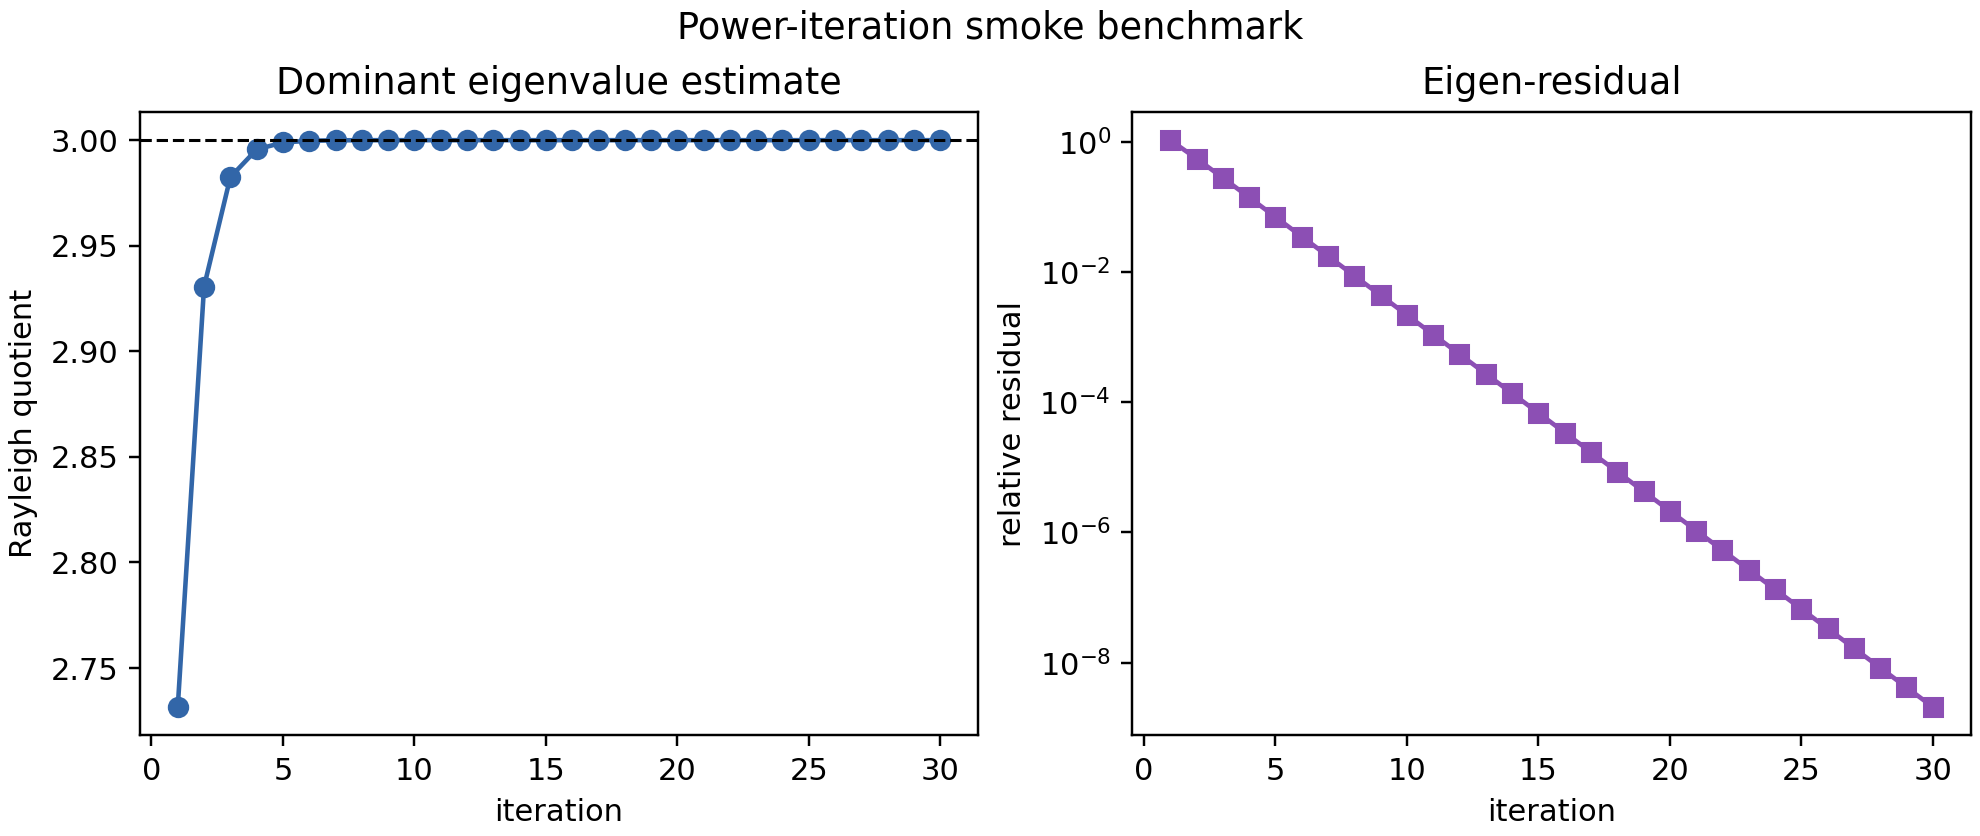 Power-iteration smoke benchmark
Dominant eigenvalue estimate
Rayleigh quotient
3.00
2.95
2.90
2.85
2.80
2.75
0 5 10 15 20 25 30
iteration
Eigen-residual
relative residual
10⁰
10⁻²
10⁻⁴
10⁻⁶
10⁻⁸
0 5 10 15 20 25 30
iteration